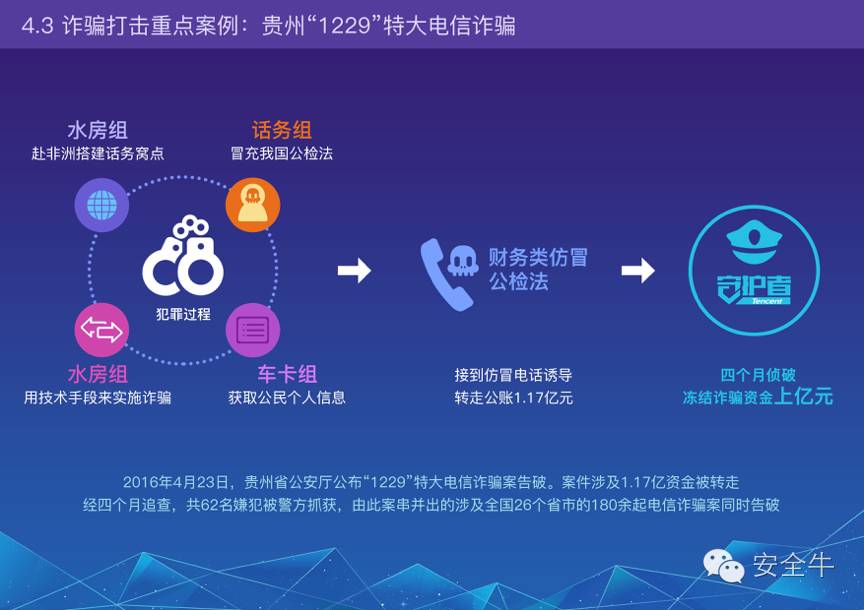 4.3 诈骗打击重点案例：贵州“1229”特大电信诈骗
水房组
赴非洲搭建话务窝点
话务组
冒充我国公检法
犯罪过程
水房组
用技术手段来实施诈骗
车卡组
获取公民个人信息
财务类仿冒
公检法
接到仿冒电话诱导
转走公账1.17亿元
守护者
Tencent
四个月侦破
冻结诈骗资金上亿元
2016年4月23日，贵州省公安厅公布“1229”特大电信诈骗案告破。案件涉及1.17亿资金被转走
经四个月追查，共62名嫌犯被警方抓获，由此案串并出的涉及全国26个省市的180余起电信诈骗案同时告破
安全牛